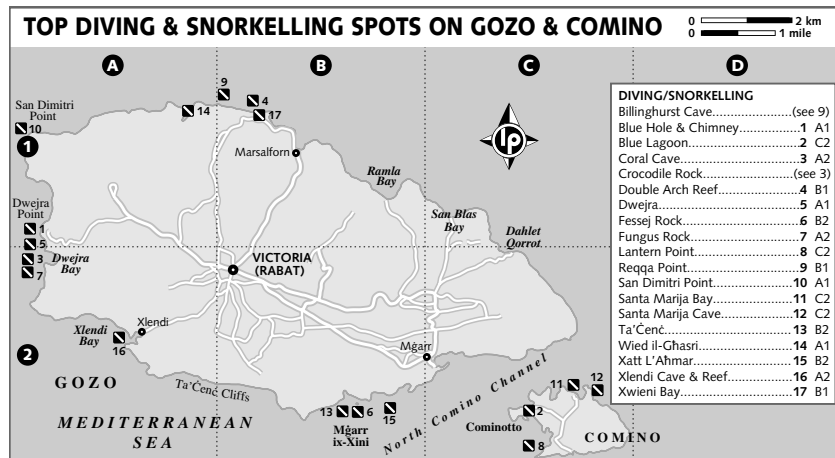 TOP DIVING & SNORKELLING SPOTS ON GOZO & COMINO
0 2 km
0 1 mile
A B C D
1
2
San Dimitri
Point
10
14
9
4
17
Marsalforn
Ramla
Bay
San Blas
Bay
Dahlet
Qorrot
Dwejra
Point
1
5
3
7
Dwejra
Bay
VICTORIA
(RABAT)
Xlendi
Bay
Xlendi
16
Mġarr
GOZO
Ta'Ċenċ Cliffs
MEDITERRANEAN
SEA
13 6
15
Mġarr
ix-Xini
North Comino Channel
11
12
Cominotto
2
8
COMINO
lp
DIVING/SNORKELLING
Billinghurst Cave....................(see 9)
Blue Hole & Chimney............1 A1
Blue Lagoon...........................2 C2
Coral Cave..............................3 A2
Crocodile Rock.......................(see 3)
Double Arch Reef...................4 B1
Dwejra....................................5 A1
Fessej Rock.............................6 B2
Fungus Rock...........................7 A2
Lantern Point..........................8 C2
Reqqa Point............................9 B1
San Dimitri Point..................10 A1
Santa Marija Bay..................11 C2
Santa Marija Cave................12 C2
Ta'Ċenċ.................................13 B2
Wied il-Għasri.......................14 A1
Xatt L'Aħmar.........................15 B2
Xlendi Cave & Reef...............16 A2
Xwieni Bay............................17 B1